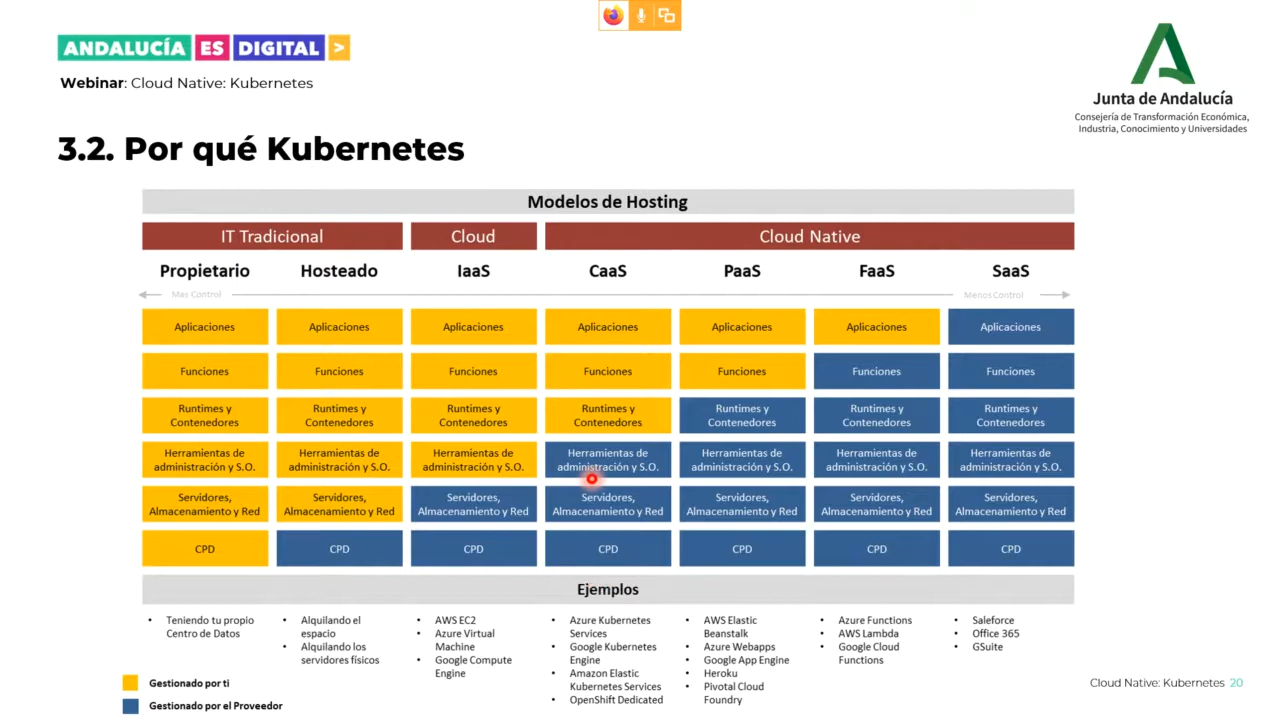 ANDALUCÍA ES DIGITAL >
Webinar: Cloud Native: Kubernetes
Junta de Andalucía
Consejería de Transformación Económica,
Industria, Conocimiento y Universidades
3.2. Por qué Kubernetes
Modelos de Hosting
IT Tradicional Cloud Cloud Native
Propietario Hosteado IaaS CaaS PaaS FaaS SaaS
Mas Control Menos Control
Aplicaciones Aplicaciones Aplicaciones Aplicaciones Aplicaciones Aplicaciones Aplicaciones
Funciones Funciones Funciones Funciones Funciones Funciones Funciones
Runtimes y Runtimes y Runtimes y Runtimes y Runtimes y Runtimes y Runtimes y
Contenedores Contenedores Contenedores Contenedores Contenedores Contenedores Contenedores
Herramientas de Herramientas de Herramientas de Herramientas de Herramientas de Herramientas de Herramientas de
administración y S.O. administración y S.O. administración y S.O. administración y S.O. administración y S.O. administración y S.O. administración y S.O.
Servidores, Servidores, Servidores, Servidores, Servidores, Servidores, Servidores,
Almacenamiento y Red Almacenamiento y Red Almacenamiento y Red Almacenamiento y Red Almacenamiento y Red Almacenamiento y Red Almacenamiento y Red
CPD CPD CPD CPD CPD CPD CPD
Ejemplos
• Teniendo tu propio
Centro de Datos
• Alquilando el
espacio
• Alquilando los
servidores físicos
• AWS EC2
• Azure Virtual
Machine
• Google Compute
Engine
• Azure Kubernetes
Services
• Google Kubernetes
Engine
• Amazon Elastic
Kubernetes Services
• OpenShift Dedicated
• AWS Elastic
Beanstalk
• Azure Webapps
• Google App Engine
• Heroku
• Pivotal Cloud
Foundry
• Azure Functions
• AWS Lambda
• Google Cloud
Functions
• Saleforce
• Office 365
• GSuite
Gestionado por ti
Gestionado por el Proveedor
Cloud Native: Kubernetes 20